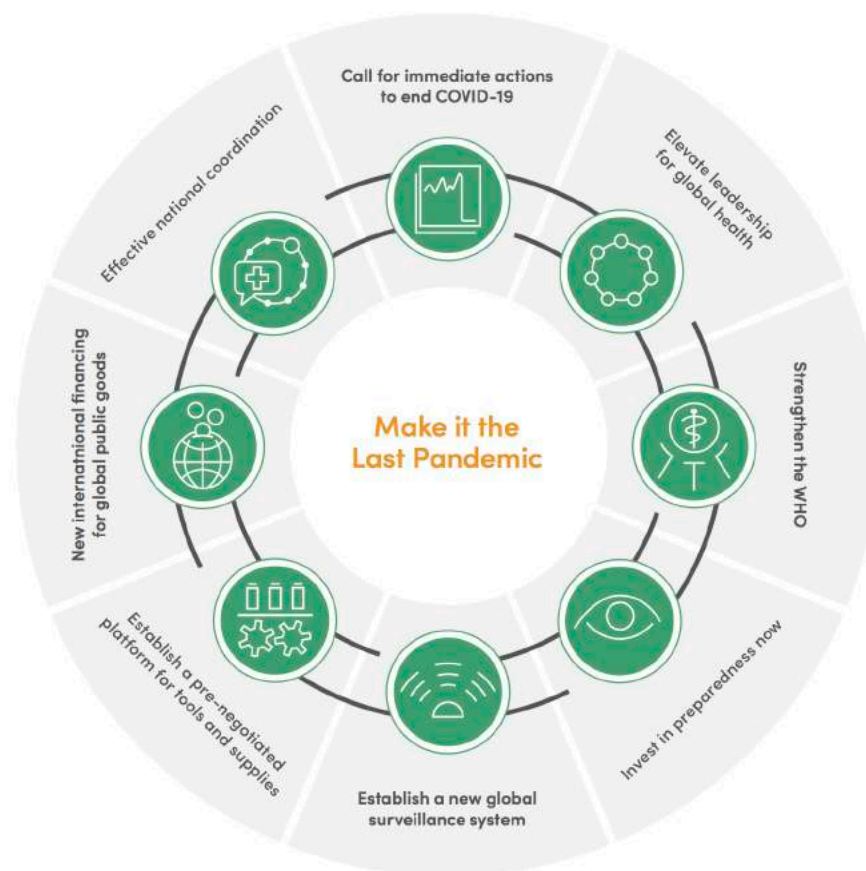 Call for immediate actions
to end COVID-19
Elevate leadership
for global health
Strengthen the WHO
Invest in preparedness now
Establish a new global
surveillance system
Establish a pre-negotiated
platform for tools and supplies
New internatnional financing
for global public goods
Effective national coordination
Make it the
Last Pandemic